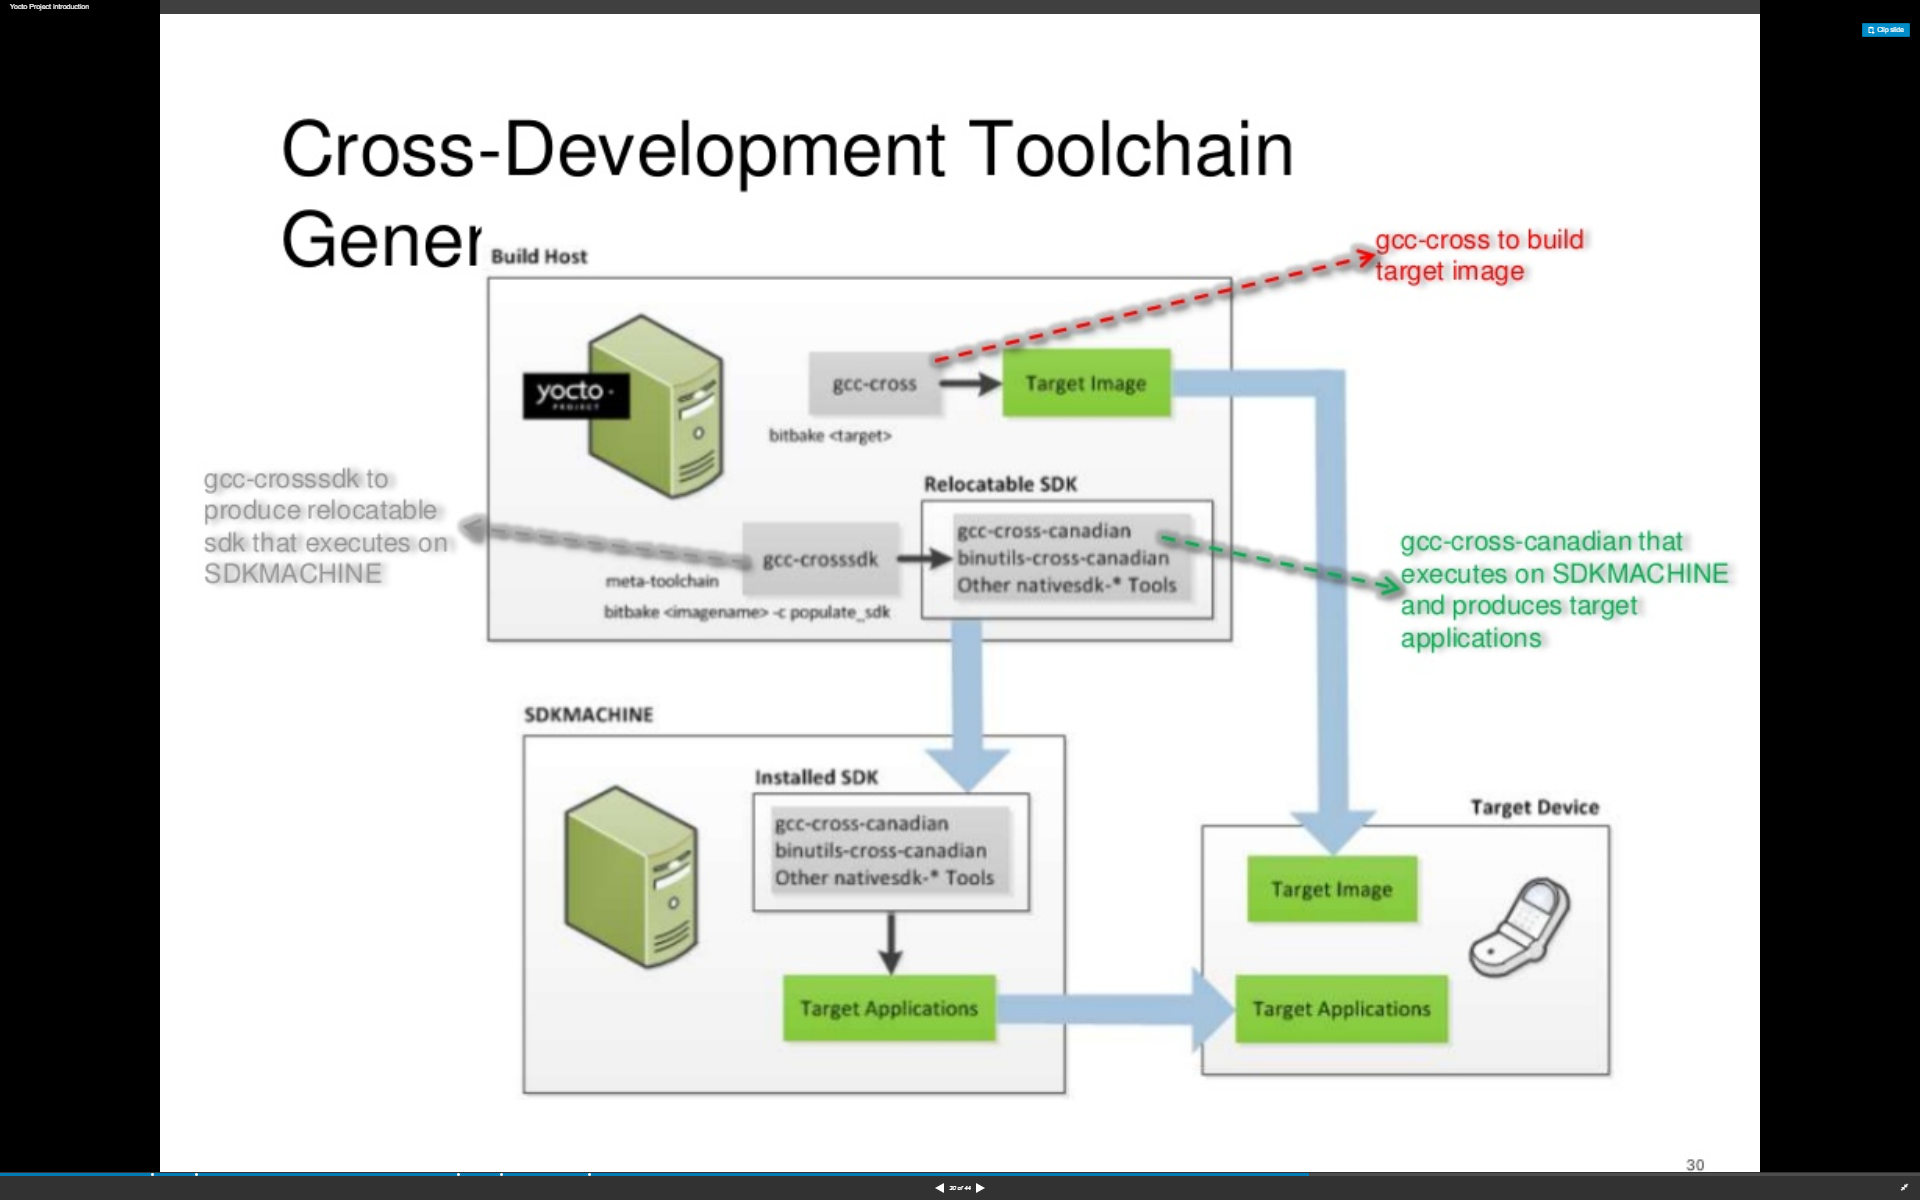 Yocto Project introduction
Clip slide
Cross-Development Toolchain
Gener
Build Host
gcc-cross to build
target image
yocto ·
PROJECT
gcc-cross
Target Image
bitbake <target>
gcc-crosssdk to
produce relocatable
sdk that executes on
SDKMACHINE
Relocatable SDK
gcc-cross-canadian
binutils-cross-canadian
Other nativesdk-* Tools
gcc-crosssdk
meta-toolchain
bitbake <imagename> -c populate_sdk
gcc-cross-canadian that
executes on SDKMACHINE
and produces target
applications
SDKMACHINE
Installed SDK
gcc-cross-canadian
binutils-cross-canadian
Other nativesdk-* Tools
Target Applications
Target Device
Target Image
Target Applications
30
30 of 44